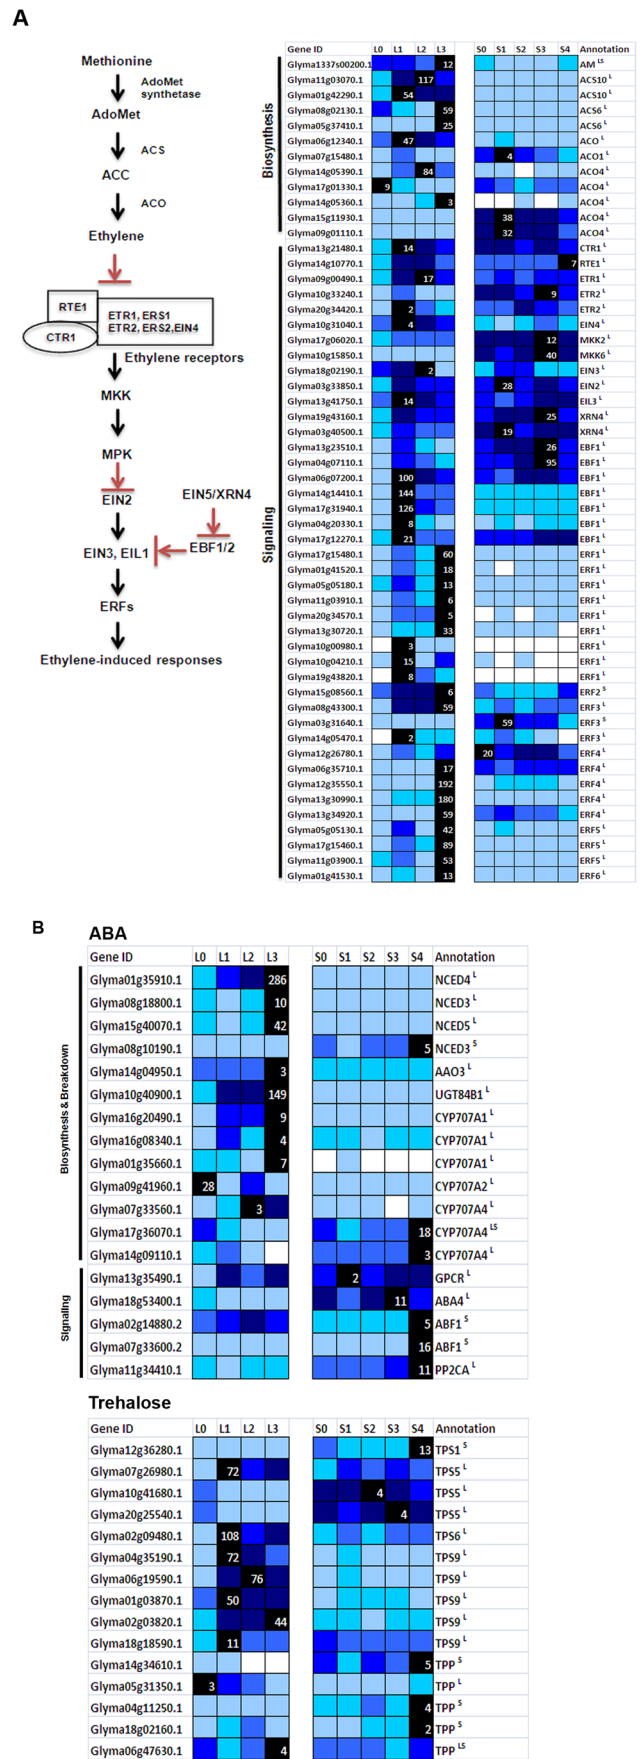 A
Methionine
AdoMet
synthetase
AdoMet
ACS
ACC
ACO
Ethylene
RTE1
CTR1
ETR1, ERS1
ETR2, ERS2,EIN4
Ethylene receptors
MKK
MPK
EIN2
EIN5/XRN4
EIN3, EIL1
EBF1/2
ERFs
Ethylene-induced responses
Biosynthesis
Signaling
Gene ID L0 L1 L2 L3 S0 S1 S2 S3 S4 Annotation
Glyma1337s00200.1 12 AM LS
Glyma11g03070.1 117 ACS10 L
Glyma01g42290.1 54 ACS10 L
Glyma08g02130.1 59 ACS6 L
Glyma05g37410.1 25 ACS6 L
Glyma06g12340.1 47 ACO L
Glyma07g15480.1 4 ACO1 L
Glyma14g05390.1 84 ACO4 L
Glyma17g01330.1 9 ACO4 L
Glyma14g05360.1 3 ACO4 L
Glyma15g11930.1 38 ACO4 L
Glyma09g01110.1 32 ACO4 L
Glyma13g21480.1 14 CTR1 L
Glyma14g10770.1 7 RTE1 L
Glyma09g00490.1 17 ETR1 L
Glyma10g33240.1 9 ETR2 L
Glyma20g34420.1 2 ETR2 L
Glyma10g31040.1 4 EIN4 L
Glyma17g06020.1 12 MKK2 L
Glyma10g15850.1 40 MKK6 L
Glyma18g02190.1 2 EIN3 L
Glyma03g33850.1 28 EIN2 L
Glyma13g41750.1 14 EIL3 L
Glyma19g43160.1 25 XRN4 L
Glyma03g40500.1 19 XRN4 L
Glyma13g23510.1 26 EBF1 L
Glyma04g07110.1 95 EBF1 L
Glyma06g07200.1 100 EBF1 L
Glyma14g14410.1 144 EBF1 L
Glyma17g31940.1 126 EBF1 L
Glyma04g20330.1 8 EBF1 L
Glyma17g12270.1 21 EBF1 L
Glyma17g15480.1 60 ERF1 L
Glyma01g41520.1 18 ERF1 L
Glyma05g05180.1 13 ERF1 L
Glyma11g03910.1 6 ERF1 L
Glyma20g34570.1 5 ERF1 L
Glyma13g30720.1 33 ERF1 L
Glyma10g00980.1 3 ERF1 L
Glyma10g04210.1 15 ERF1 L
Glyma19g43820.1 8 ERF1 L
Glyma15g08560.1 6 ERF2 S
Glyma08g43300.1 59 ERF3 L
Glyma03g31640.1 59 ERF3 S
Glyma14g05470.1 2 ERF3 L
Glyma12g26780.1 20 ERF4 L
Glyma06g35710.1 17 ERF4 L
Glyma12g35550.1 192 ERF4 L
Glyma13g30990.1 180 ERF4 L
Glyma13g34920.1 59 ERF4 L
Glyma05g05130.1 42 ERF5 L
Glyma17g15460.1 89 ERF5 L
Glyma11g03900.1 53 ERF5 L
Glyma01g41530.1 13 ERF6 L
B
ABA
Biosynthesis & Breakdown
Signaling
Gene ID L0 L1 L2 L3 S0 S1 S2 S3 S4 Annotation
Glyma01g35910.1 286 NCED4 L
Glyma08g18800.1 10 NCED3 L
Glyma15g40070.1 42 NCED5 L
Glyma08g10190.1 5 NCED3 S
Glyma14g04950.1 3 AAO3 L
Glyma10g40900.1 149 UGT84B1 L
Glyma16g20490.1 9 CYP707A1 L
Glyma16g08340.1 4 CYP707A1 L
Glyma01g35660.1 7 CYP707A1 L
Glyma09g41960.1 28 CYP707A2 L
Glyma07g33560.1 3 CYP707A4 L
Glyma17g36070.1 18 CYP707A4 LS
Glyma14g09110.1 3 CYP707A4 L
Glyma13g35490.1 2 GPCR L
Glyma18g53400.1 11 ABA4 L
Glyma02g14880.2 5 ABF1 S
Glyma07g33600.2 16 ABF1 S
Glyma11g34410.1 11 PP2CA L
Trehalose
Gene ID L0 L1 L2 L3 S0 S1 S2 S3 S4 Annotation
Glyma12g36280.1 13 TPS1 S
Glyma07g26980.1 72 TPS5 L
Glyma10g41680.1 4 TPS5 L
Glyma20g25540.1 4 TPS5 L
Glyma02g09480.1 108 TPS6 L
Glyma04g35190.1 72 TPS9 L
Glyma06g19590.1 76 TPS9 L
Glyma01g03870.1 50 TPS9 L
Glyma02g03820.1 44 TPS9 L
Glyma18g18590.1 11 TPS9 L
Glyma14g34610.1 5 TPP S
Glyma05g31350.1 3 TPP L
Glyma04g11250.1 4 TPP S
Glyma18g02160.1 2 TPP S
Glyma06g47630.1 4 TPP LS